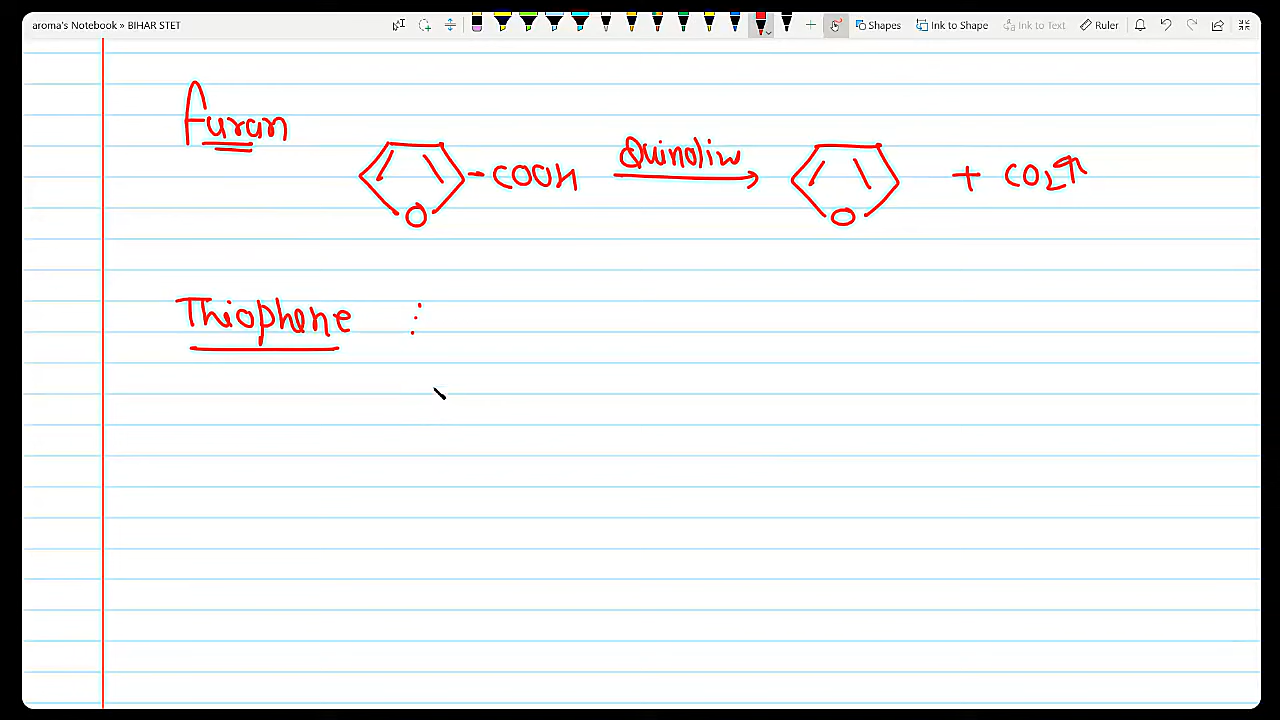 aroma's Notebook » BIHAR STET
Shapes Ink to Shape Ink to Text Ruler
Furan
-COOH Quinolin + CO2↑
O O
Thiophene :